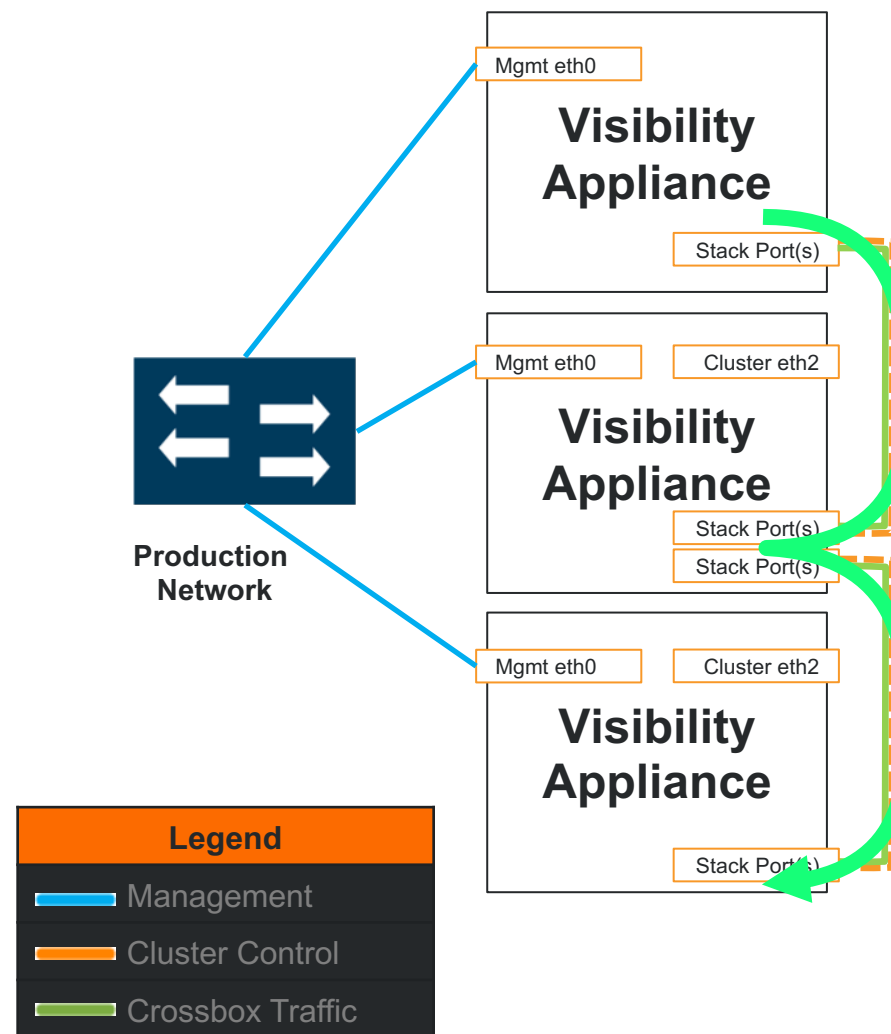 Mgmt eth0
Visibility
Appliance
Stack Port(s)
Mgmt eth0
Cluster eth2
Visibility
Appliance
Stack Port(s)
Stack Port(s)
Production
Network
Mgmt eth0
Cluster eth2
Visibility
Appliance
Stack Port(s)
Legend
Management
Cluster Control
Crossbox Traffic